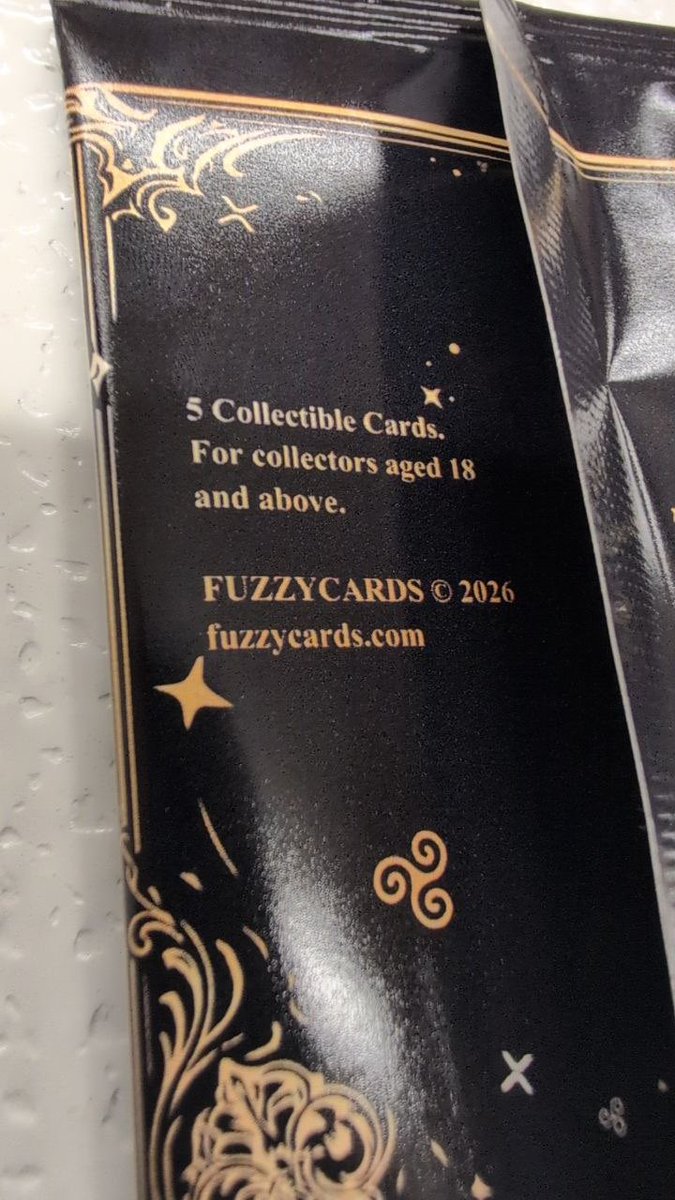 5 Collectible Cards.
For collectors aged 18
and above.
FUZZYCARDS © 2026
fuzzycards.com